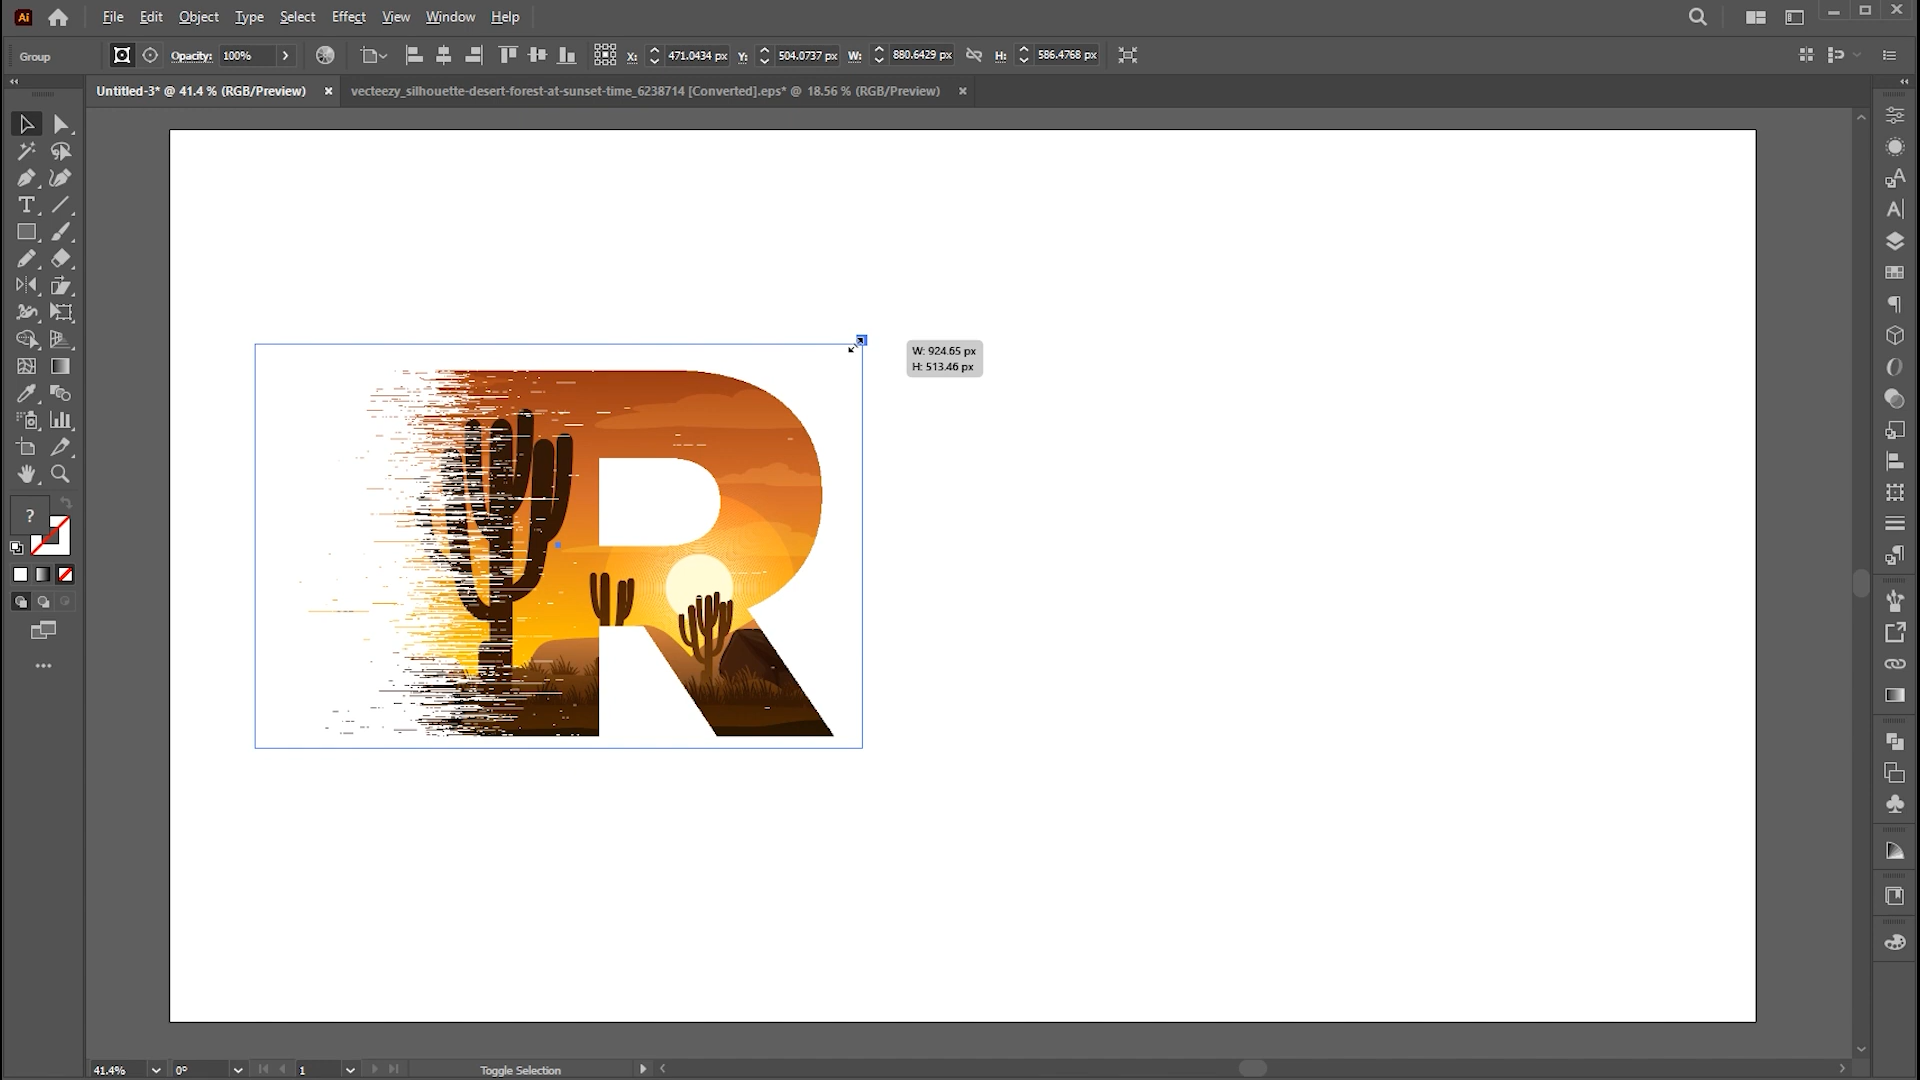 Ai File Edit Object Type Select Effect View Window Help
Group Opacity: 100% X: 471.0434 px Y: 504.0737 px W: 880.6429 px H: 586.4768 px
Untitled-3* @ 41.4 % (RGB/Preview) × vecteezy_silhouette-desert-forest-at-sunset-time_6238714 [Converted].eps* @ 18.56 % (RGB/Preview) ×
W: 924.65 px
H: 513.46 px
R
?
41.4% 0° 1 Toggle Selection